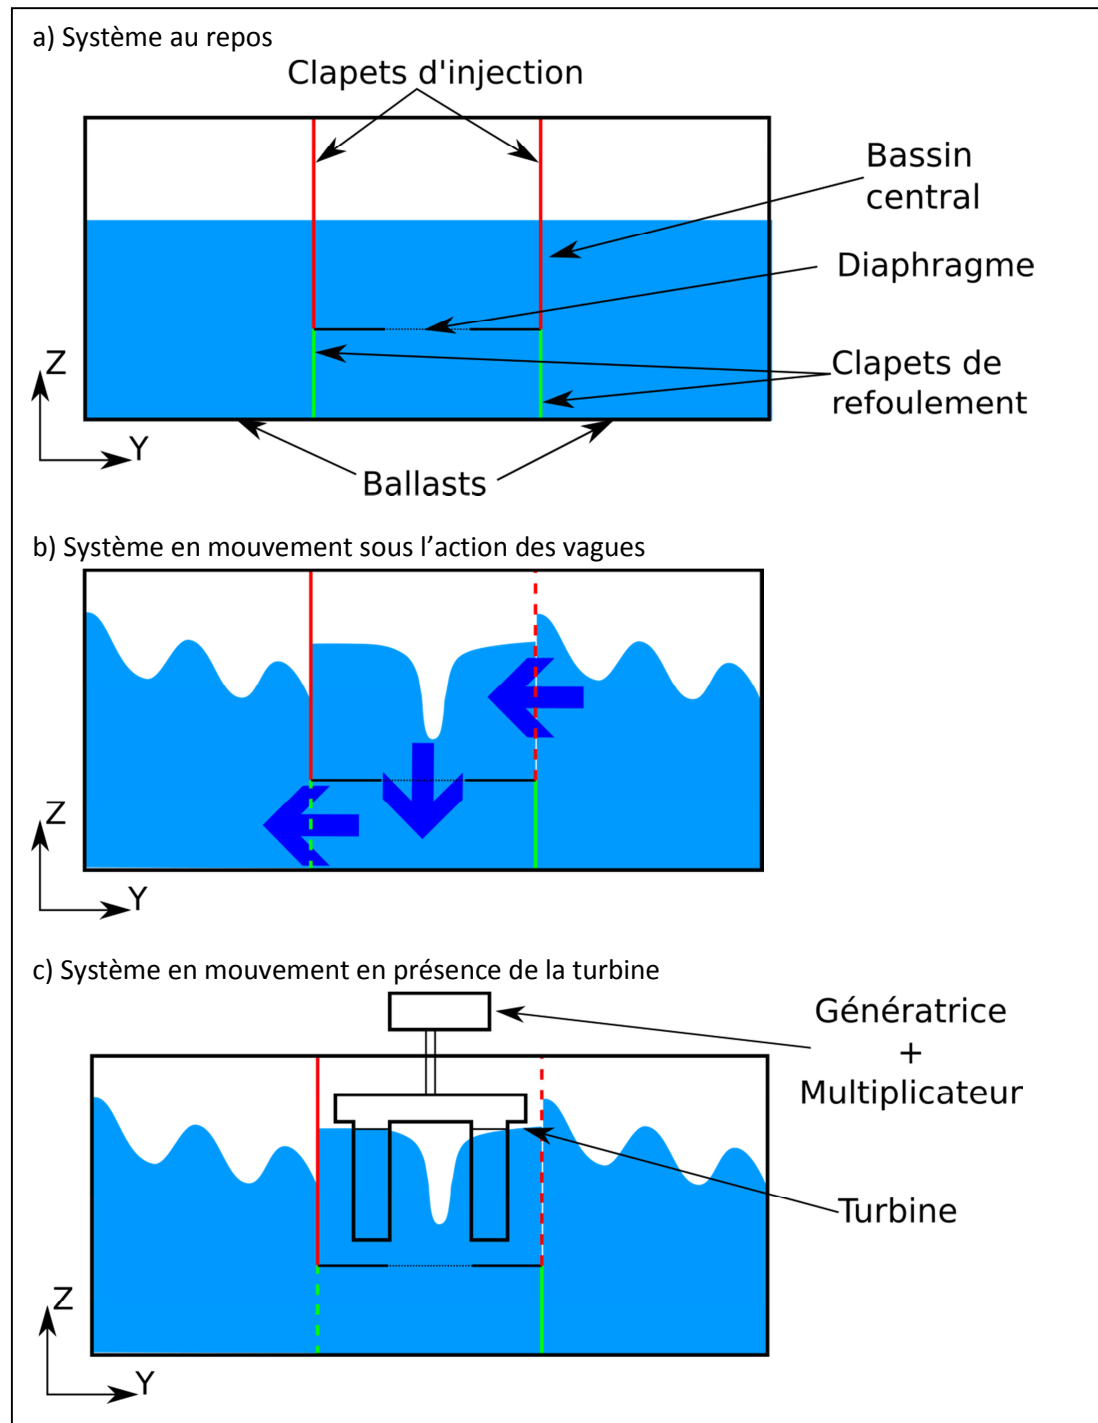 a) Système au repos
Clapets d'injection
Bassin
central
Diaphragme
Clapets de
refoulement
Z
Y
Ballasts
b) Système en mouvement sous l’action des vagues
Z
Y
c) Système en mouvement en présence de la turbine
Génératrice
+
Multiplicateur
Turbine
Z
Y